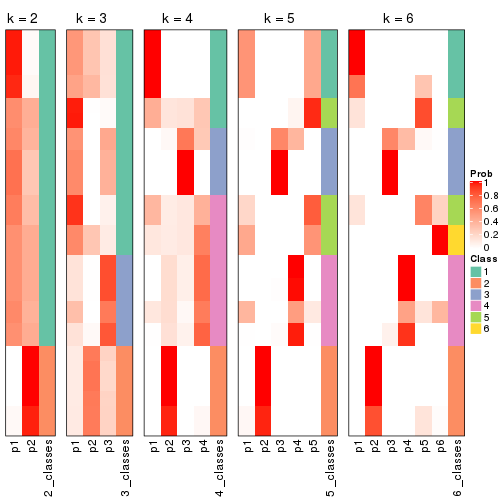 k = 2
k = 3
k = 4
k = 5
k = 6
Prob
1
0.8
0.6
0.4
0.2
0
Class
1
2
3
4
5
6
p1
p2
2_classes
p1
p2
p3
3_classes
p1
p2
p3
p4
4_classes
p1
p2
p3
p4
p5
5_classes
p1
p2
p3
p4
p5
p6
6_classes